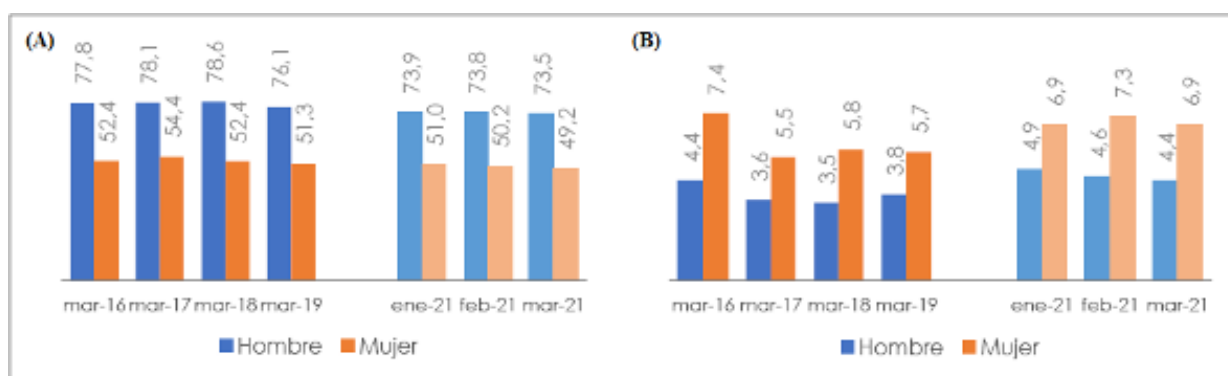 (A)
77,8 52,4 78,1 54,4 78,6 52,4 76,1 51,3 73,9 51,0 73,8 50,2 73,5 49,2
mar-16 mar-17 mar-18 mar-19 ene-21 feb-21 mar-21
Hombre Mujer
(B)
4,4 7,4 3,6 5,5 3,5 5,8 3,8 5,7 4,9 6,9 4,6 7,3 4,4 6,9
mar-16 mar-17 mar-18 mar-19 ene-21 feb-21 mar-21
Hombre Mujer